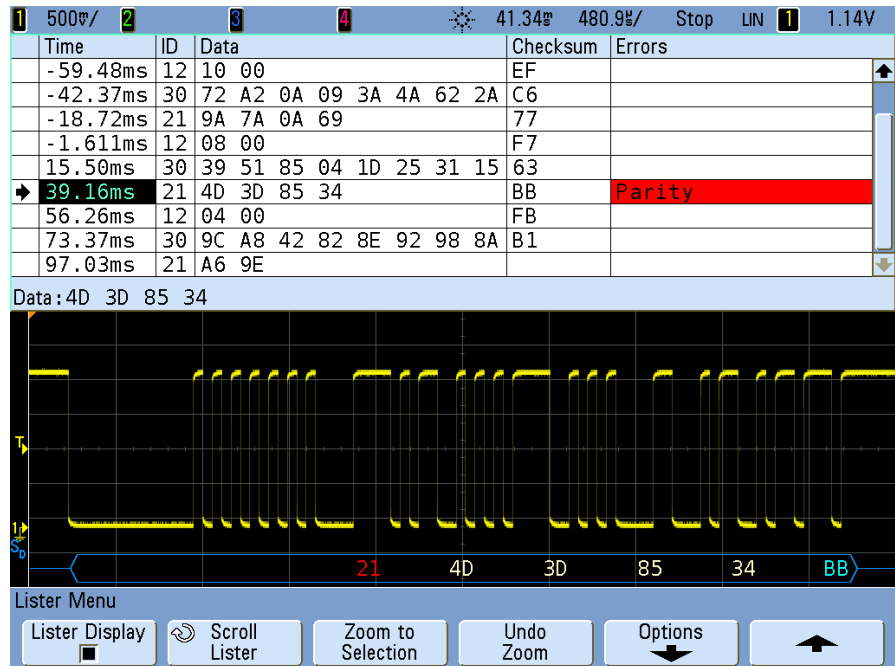 1 500mV/ 2 3 4 41.34ms 480.9us/ Stop LIN 1 1.14V
Time ID Data Checksum Errors
-59.48ms 12 10 00 EF
-42.37ms 30 72 A2 0A 09 3A 4A 62 2A C6
-18.72ms 21 9A 7A 0A 69 77
-1.611ms 12 08 00 F7
15.50ms 30 39 51 85 04 1D 25 31 15 63
39.16ms 21 4D 3D 85 34 BB Parity
56.26ms 12 04 00 FB
73.37ms 30 9C A8 42 82 8E 92 98 8A B1
97.03ms 21 A6 9E
Data:4D 3D 85 34
T
1
SD
21 4D 3D 85 34 BB
Lister Menu
Lister Display Scroll Lister Zoom to Selection Undo Zoom Options